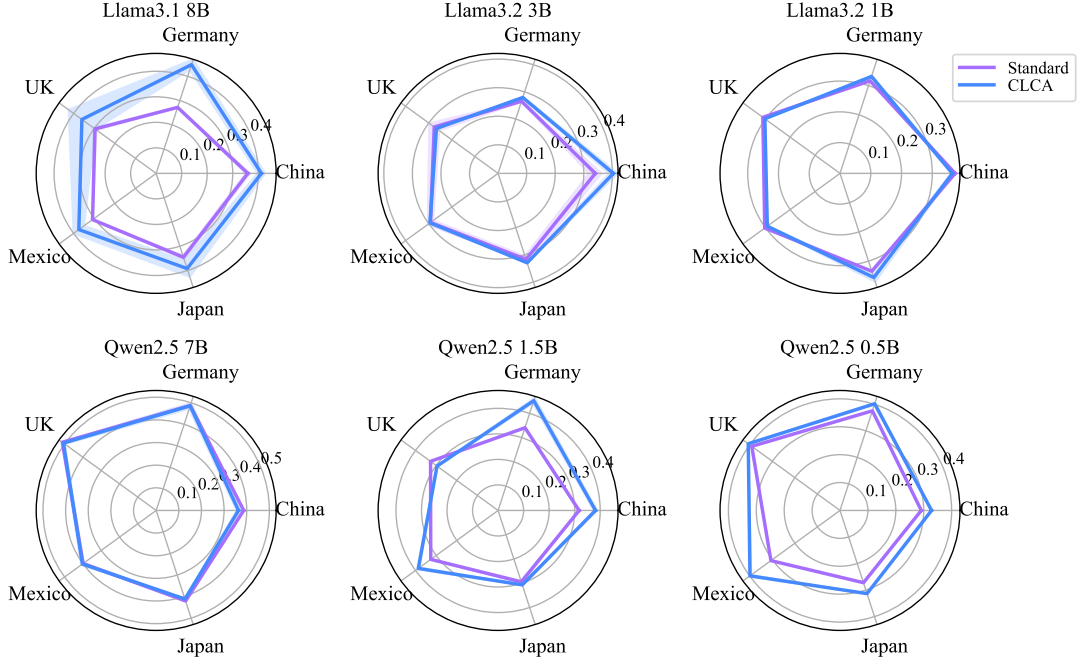 Llama3.1 8B
Germany
UK
0.4
0.3
0.2
0.1
China
Mexico
Japan
Llama3.2 3B
Germany
UK
0.4
0.3
0.2
0.1
China
Mexico
Japan
Llama3.2 1B
Germany
UK
0.3
0.2
0.1
China
Mexico
Japan
Standard
CLCA
Qwen2.5 7B
Germany
UK
0.5
0.4
0.3
0.2
0.1
China
Mexico
Japan
Qwen2.5 1.5B
Germany
UK
0.4
0.3
0.2
0.1
China
Mexico
Japan
Qwen2.5 0.5B
Germany
UK
0.4
0.3
0.2
0.1
China
Mexico
Japan